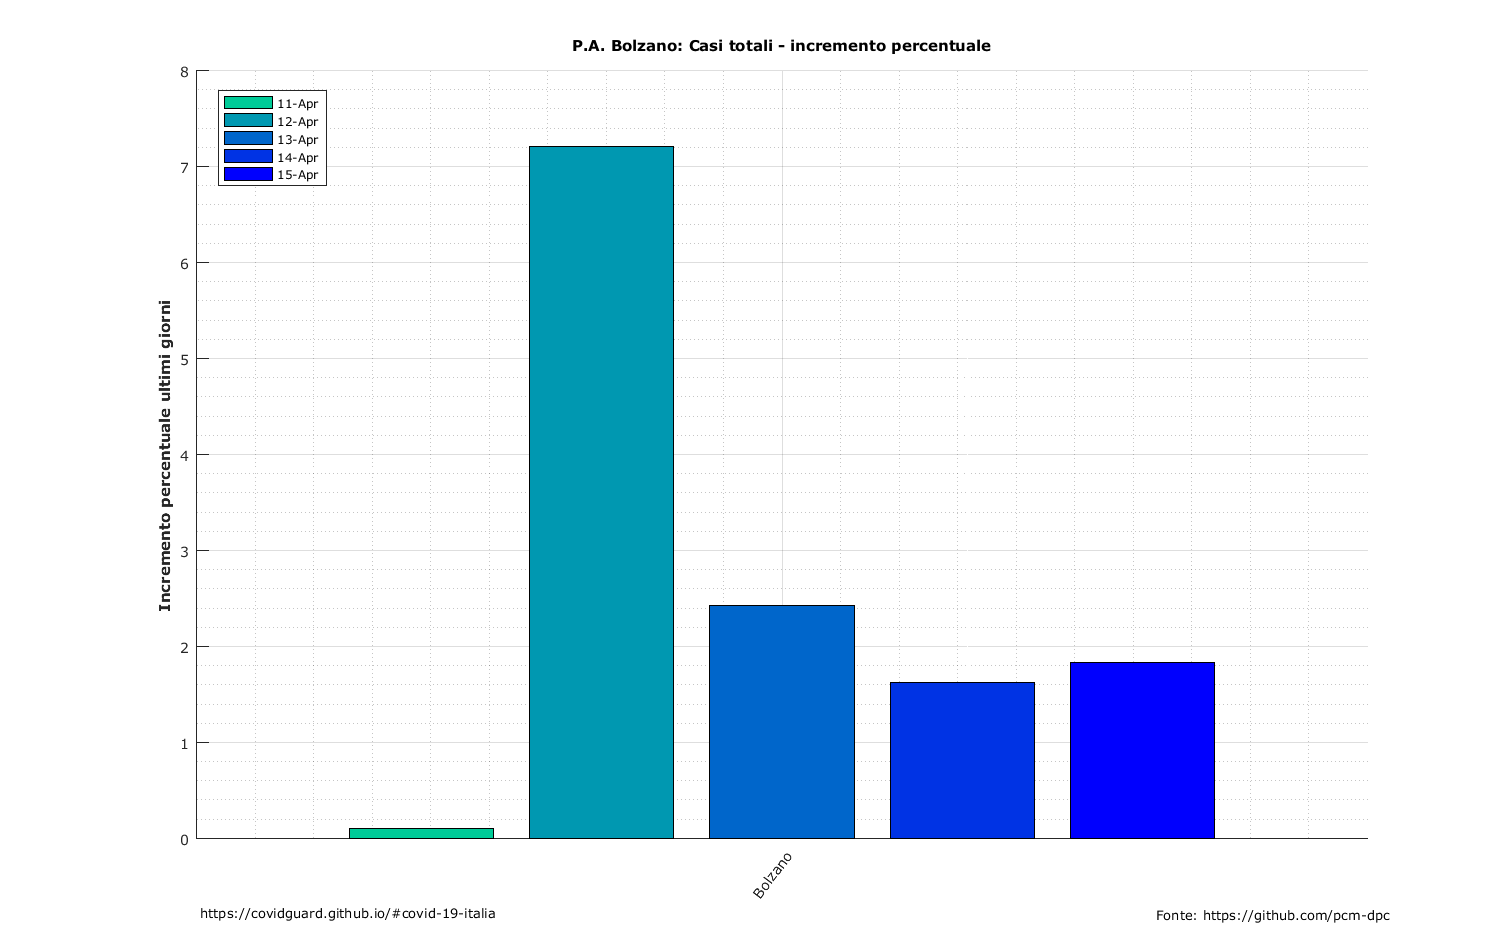 P.A. Bolzano: Casi totali - incremento percentuale
8
7
6
5
4
3
2
1
0
Incremento percentuale ultimi giorni
11-Apr
12-Apr
13-Apr
14-Apr
15-Apr
Bolzano
https://covidguard.github.io/#covid-19-italia
Fonte: https://github.com/pcm-dpc